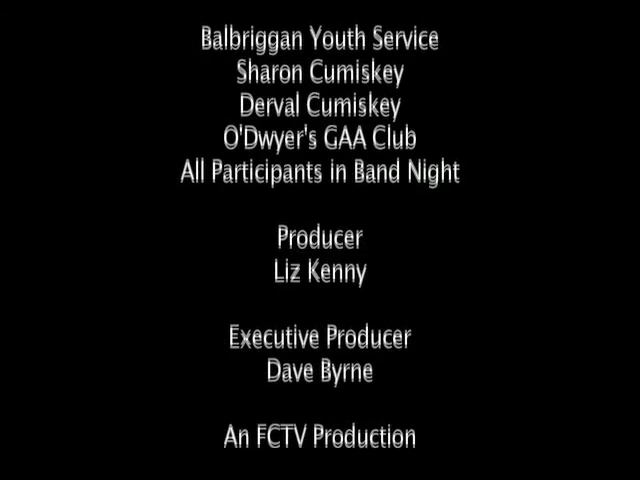 Balbriggan Youth Service
Sharon Cumiskey
Derval Cumiskey
O'Dwyer's GAA Club
All Participants in Band Night
Producer
Liz Kenny
Executive Producer
Dave Byrne
An FCTV Production